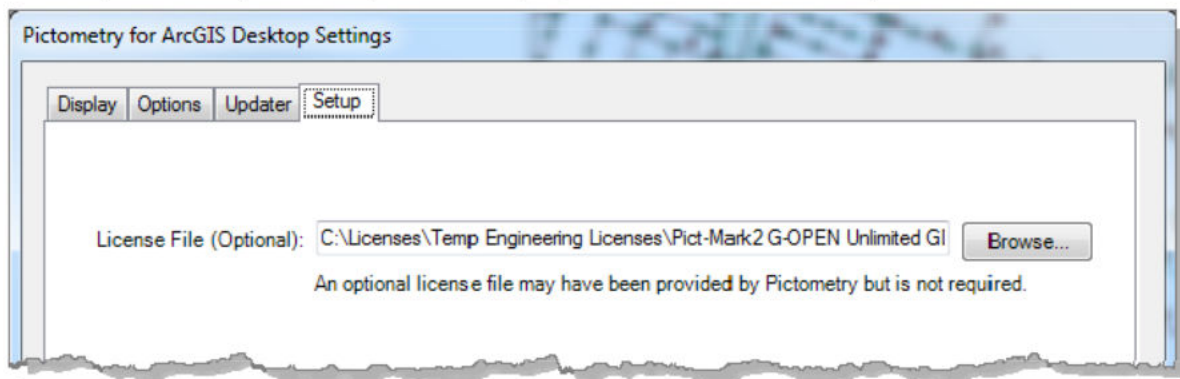 Pictometry for ArcGIS Desktop Settings
Display Options Updater Setup
License File (Optional): C:\Licenses\Temp Engineering Licenses\Pict-Mark2 G-OPEN Unlimited GI Browse...
An optional license file may have been provided by Pictometry but is not required.